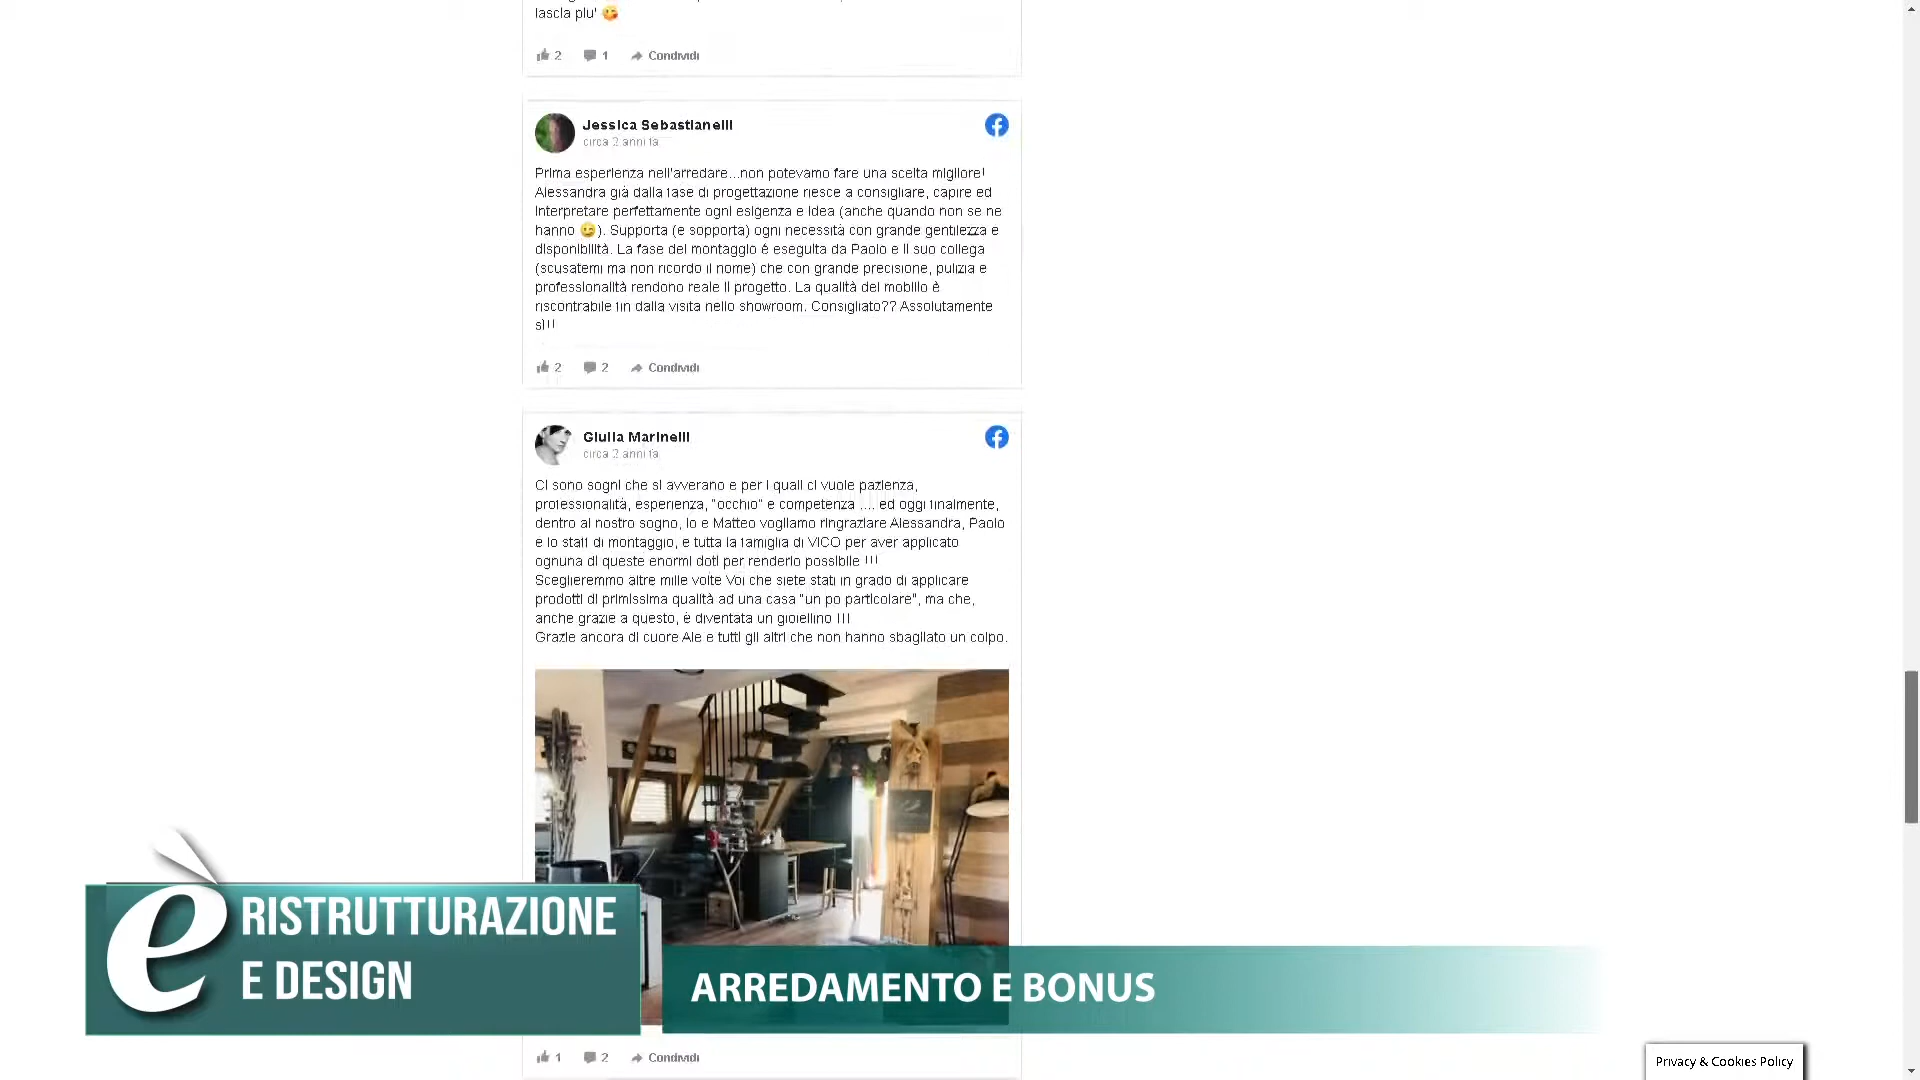 lascia piu' 🥰
2 1 Condividi
Jessica Sebastianelli
circa 2 anni fa
Prima esperienza nell'arredare...non potevamo fare una scelta migliore!
Alessandra già dalla fase di progettazione riesce a consigliare, capire ed
interpretare perfettamente ogni esigenza e idea (anche quando non se ne
hanno 😉). Supporta (e sopporta) ogni necessità con grande gentilezza e
disponibilità. La fase del montaggio é eseguita da Paolo e il suo collega
(scusatemi ma non ricordo il nome) che con grande precisione, pulizia e
professionalità rendono reale il progetto. La qualità dei mobilio è
riscontrabile fin dalla visita nello showroom. Consigliato?? Assolutamente
sì!!
2 2 Condividi
Giulia Marinelli
circa 2 anni fa
Ci sono sogni che si avverano e per i quali ci vuole pazienza,
professionalità, esperienza, "occhio" e competenza .... ed oggi finalmente,
dentro al nostro sogno, io e Matteo vogliamo ringraziare Alessandra, Paolo
e lo staff di montaggio, e tutta la famiglia di VICO per aver applicato
ognuna di queste enormi doti per renderlo possibile !!!
Sceglieremmo altre mille volte Voi che siete stati in grado di applicare
prodotti di primissima qualità ad una casa "un po particolare", ma che,
anche grazie a questo, è diventata un gioiellino !!!
Grazie ancora di cuore Ale e tutti gli altri che non hanno sbagliato un colpo.
è RISTRUTTURAZIONE
E DESIGN
ARREDAMENTO E BONUS
1 2 Condividi
Privacy & Cookies Policy